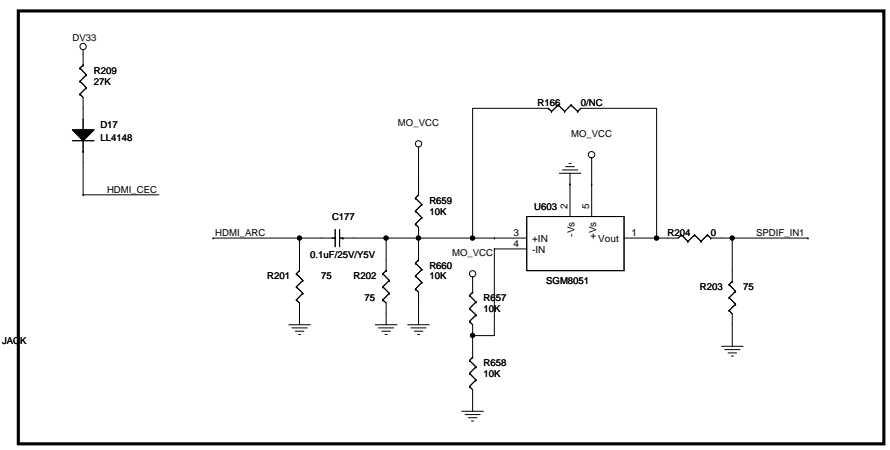 DV33
R209
27K
D17
LL4148
HDMI_CEC
R166 0/NC
MO_VCC
MO_VCC
R659
10K
C177
U603
2
5
-Vs
+Vs
HDMI_ARC
3
+IN
4
-IN
Vout
1
R204 0
SPDIF_IN1
0.1uF/25V/Y5V
MO_VCC
R201 75
R202
75
R660
10K
SGM8051
R203 75
R657
10K
JACK
R658
10K